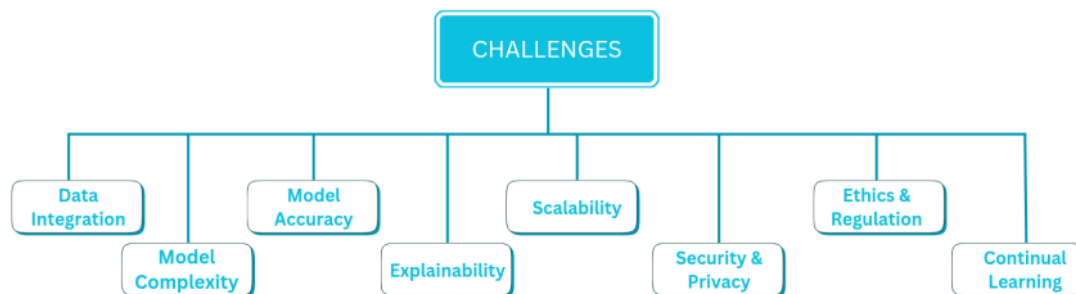 CHALLENGES
Data
Integration
Model
Complexity
Model
Accuracy
Explainability
Scalability
Security &
Privacy
Ethics &
Regulation
Continual
Learning